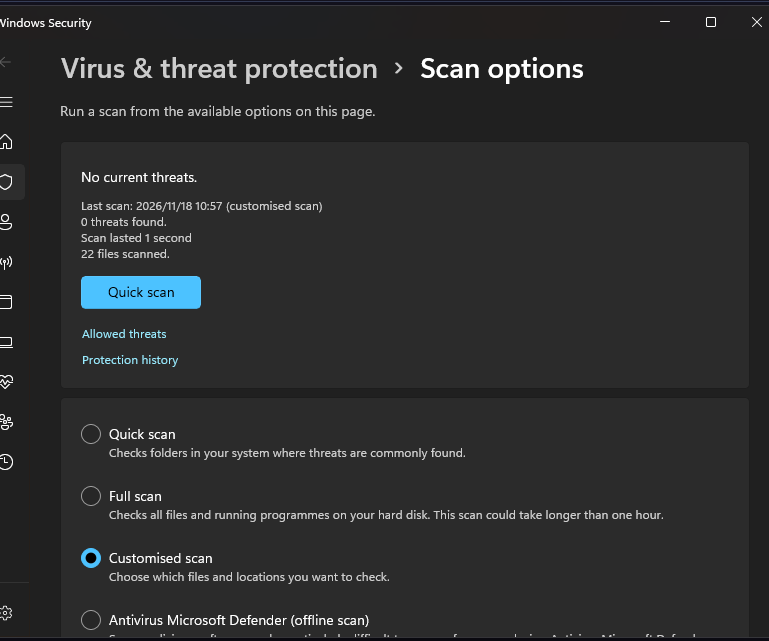 Windows Security
Virus & threat protection > Scan options
Run a scan from the available options on this page.
No current threats.
Last scan: 2026/11/18 10:57 (customised scan)
0 threats found.
Scan lasted 1 second
22 files scanned.
Quick scan
Allowed threats
Protection history
Quick scan
Checks folders in your system where threats are commonly found.
Full scan
Checks all files and running programmes on your hard disk. This scan could take longer than one hour.
Customised scan
Choose which files and locations you want to check.
Antivirus Microsoft Defender (offline scan)